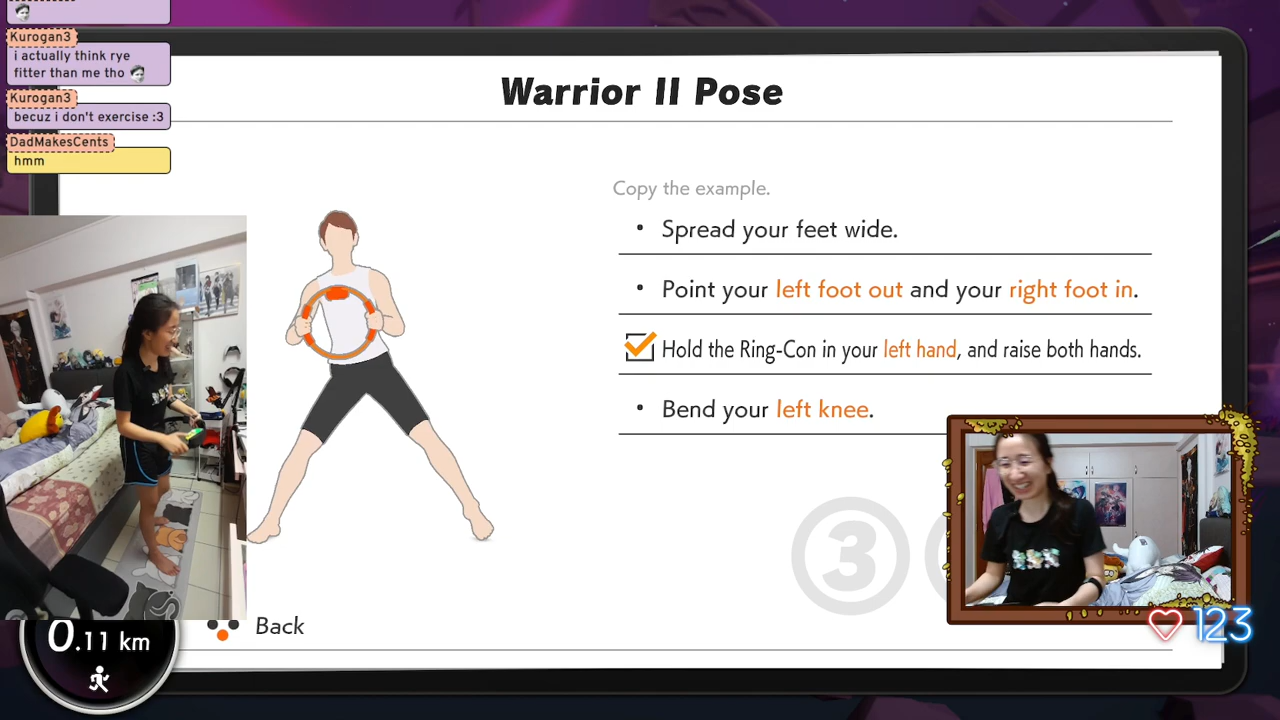 Kurogan3
i actually think rye
fitter than me tho
Kurogan3
becuz i don't exercise :3
DadMakesCents
hmm
Warrior II Pose
Copy the example.
• Spread your feet wide.
• Point your left foot out and your right foot in.
Hold the Ring-Con in your left hand, and raise both hands.
• Bend your left knee.
3
Back
0.11 km
123